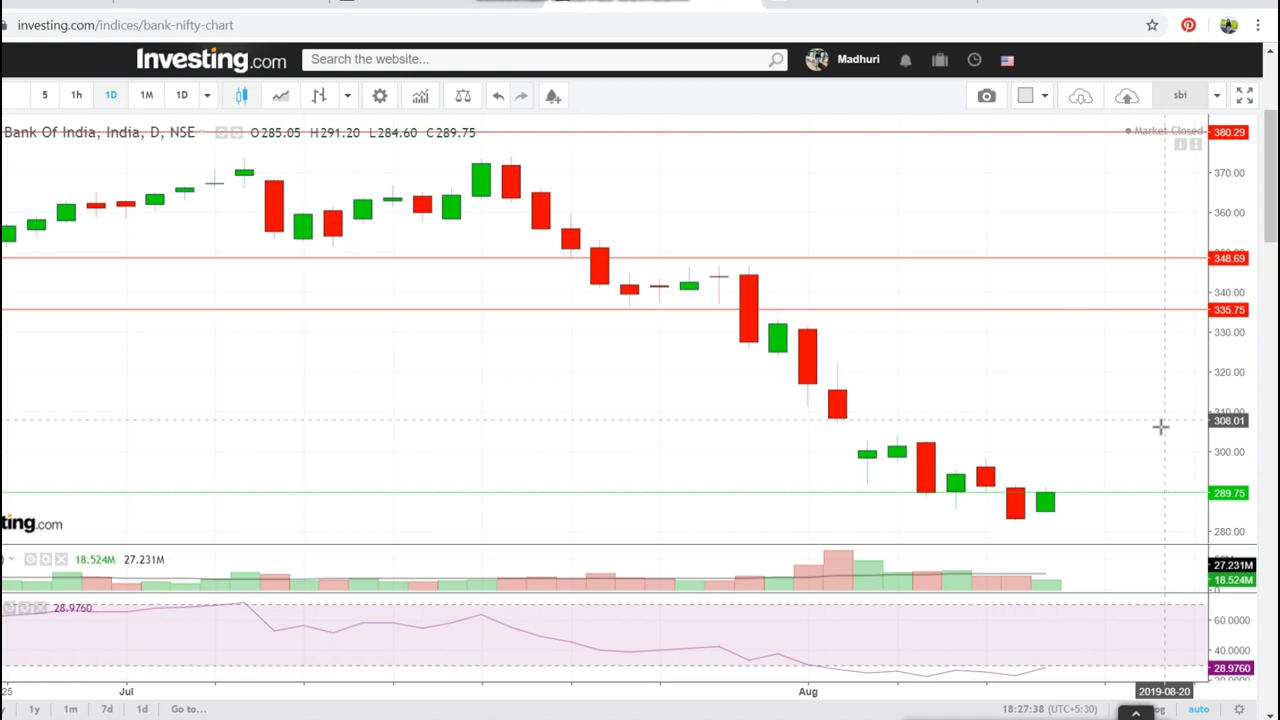 investing.com/indices/bank-nifty-chart
Investing.com Search the website... Madhuri
5 1h 1D 1M 1D sbi
Bank Of India, India, D, NSE O285.05 H291.20 L284.60 C289.75
Market Closed
380.29
370.00
360.00
348.69
340.00
335.75
330.00
320.00
310.00
308.01
300.00
289.75
280.00
ting.com
18.524M 27.231M
27.231M
18.524M
0
28.9760
60.0000
40.0000
28.9760
25 Jul Aug 2019-08-20
y 1y 1m 7d 1d Go to... 18:27:38 (UTC+5:30) og auto